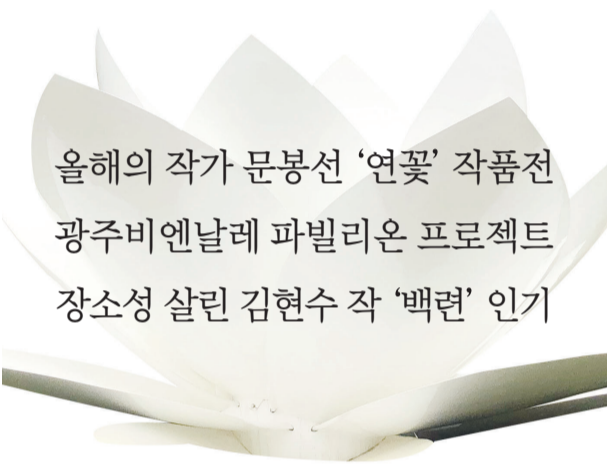 올해의 작가 문봉선 ‘연꽃’ 작품전
광주비엔날레 파빌리온 프로젝트
장소성 살린 김현수 작 ‘백련’ 인기